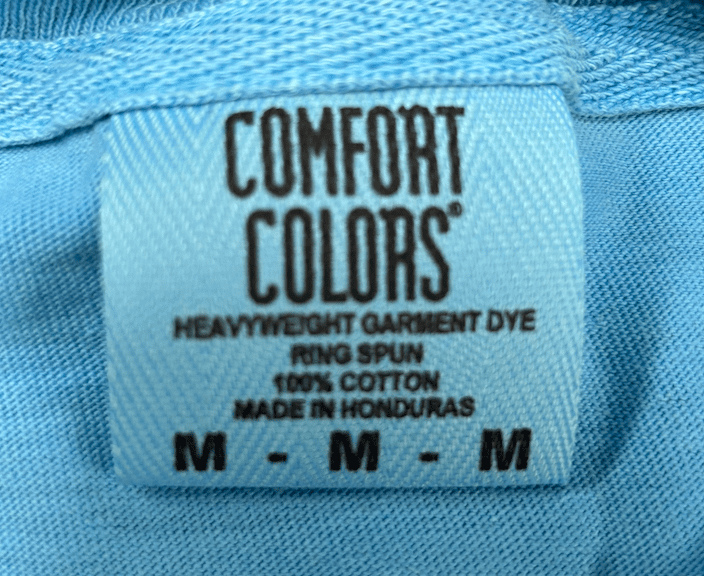 COMFORT
COLORS®
HEAVYWEIGHT GARMENT DYE
RING SPUN
100% COTTON
MADE IN HONDURAS
M - M - M